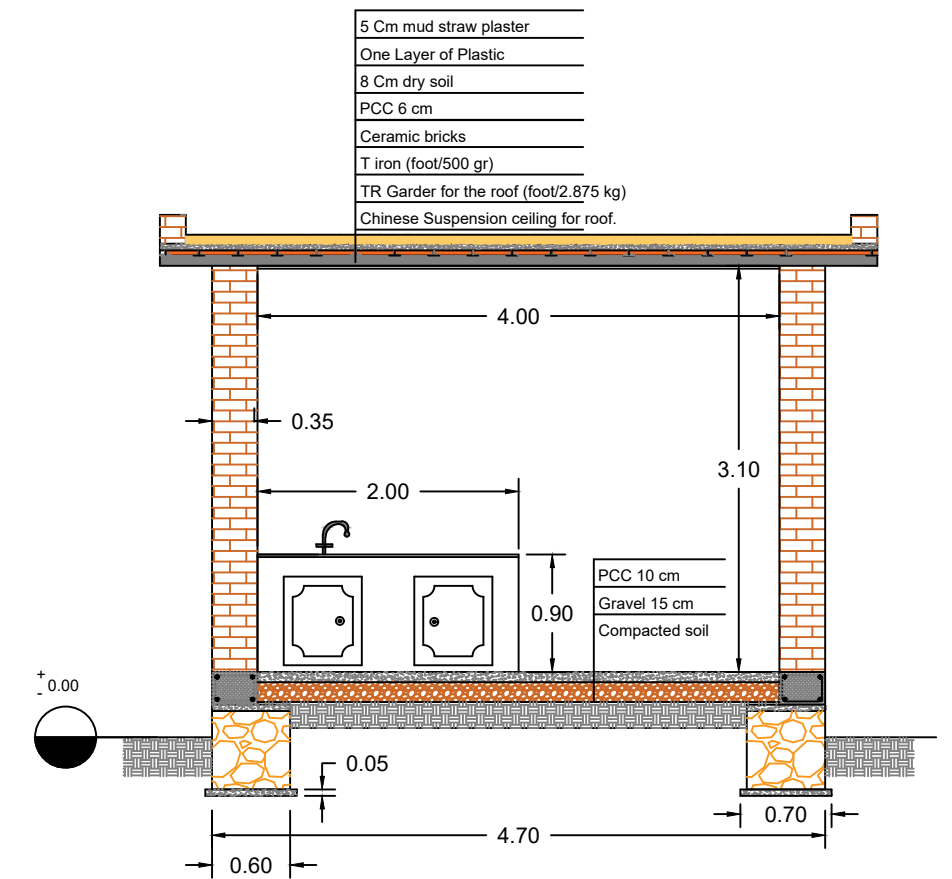 5 Cm mud straw plaster
One Layer of Plastic
8 Cm dry soil
PCC 6 cm
Ceramic bricks
T iron (foot/500 gr)
TR Garder for the roof (foot/2.875 kg)
Chinese Suspension ceiling for roof.
4.00
0.35
3.10
2.00
PCC 10 cm
Gravel 15 cm
Compacted soil
0.90
+
- 0.00
0.05
0.70
4.70
0.60